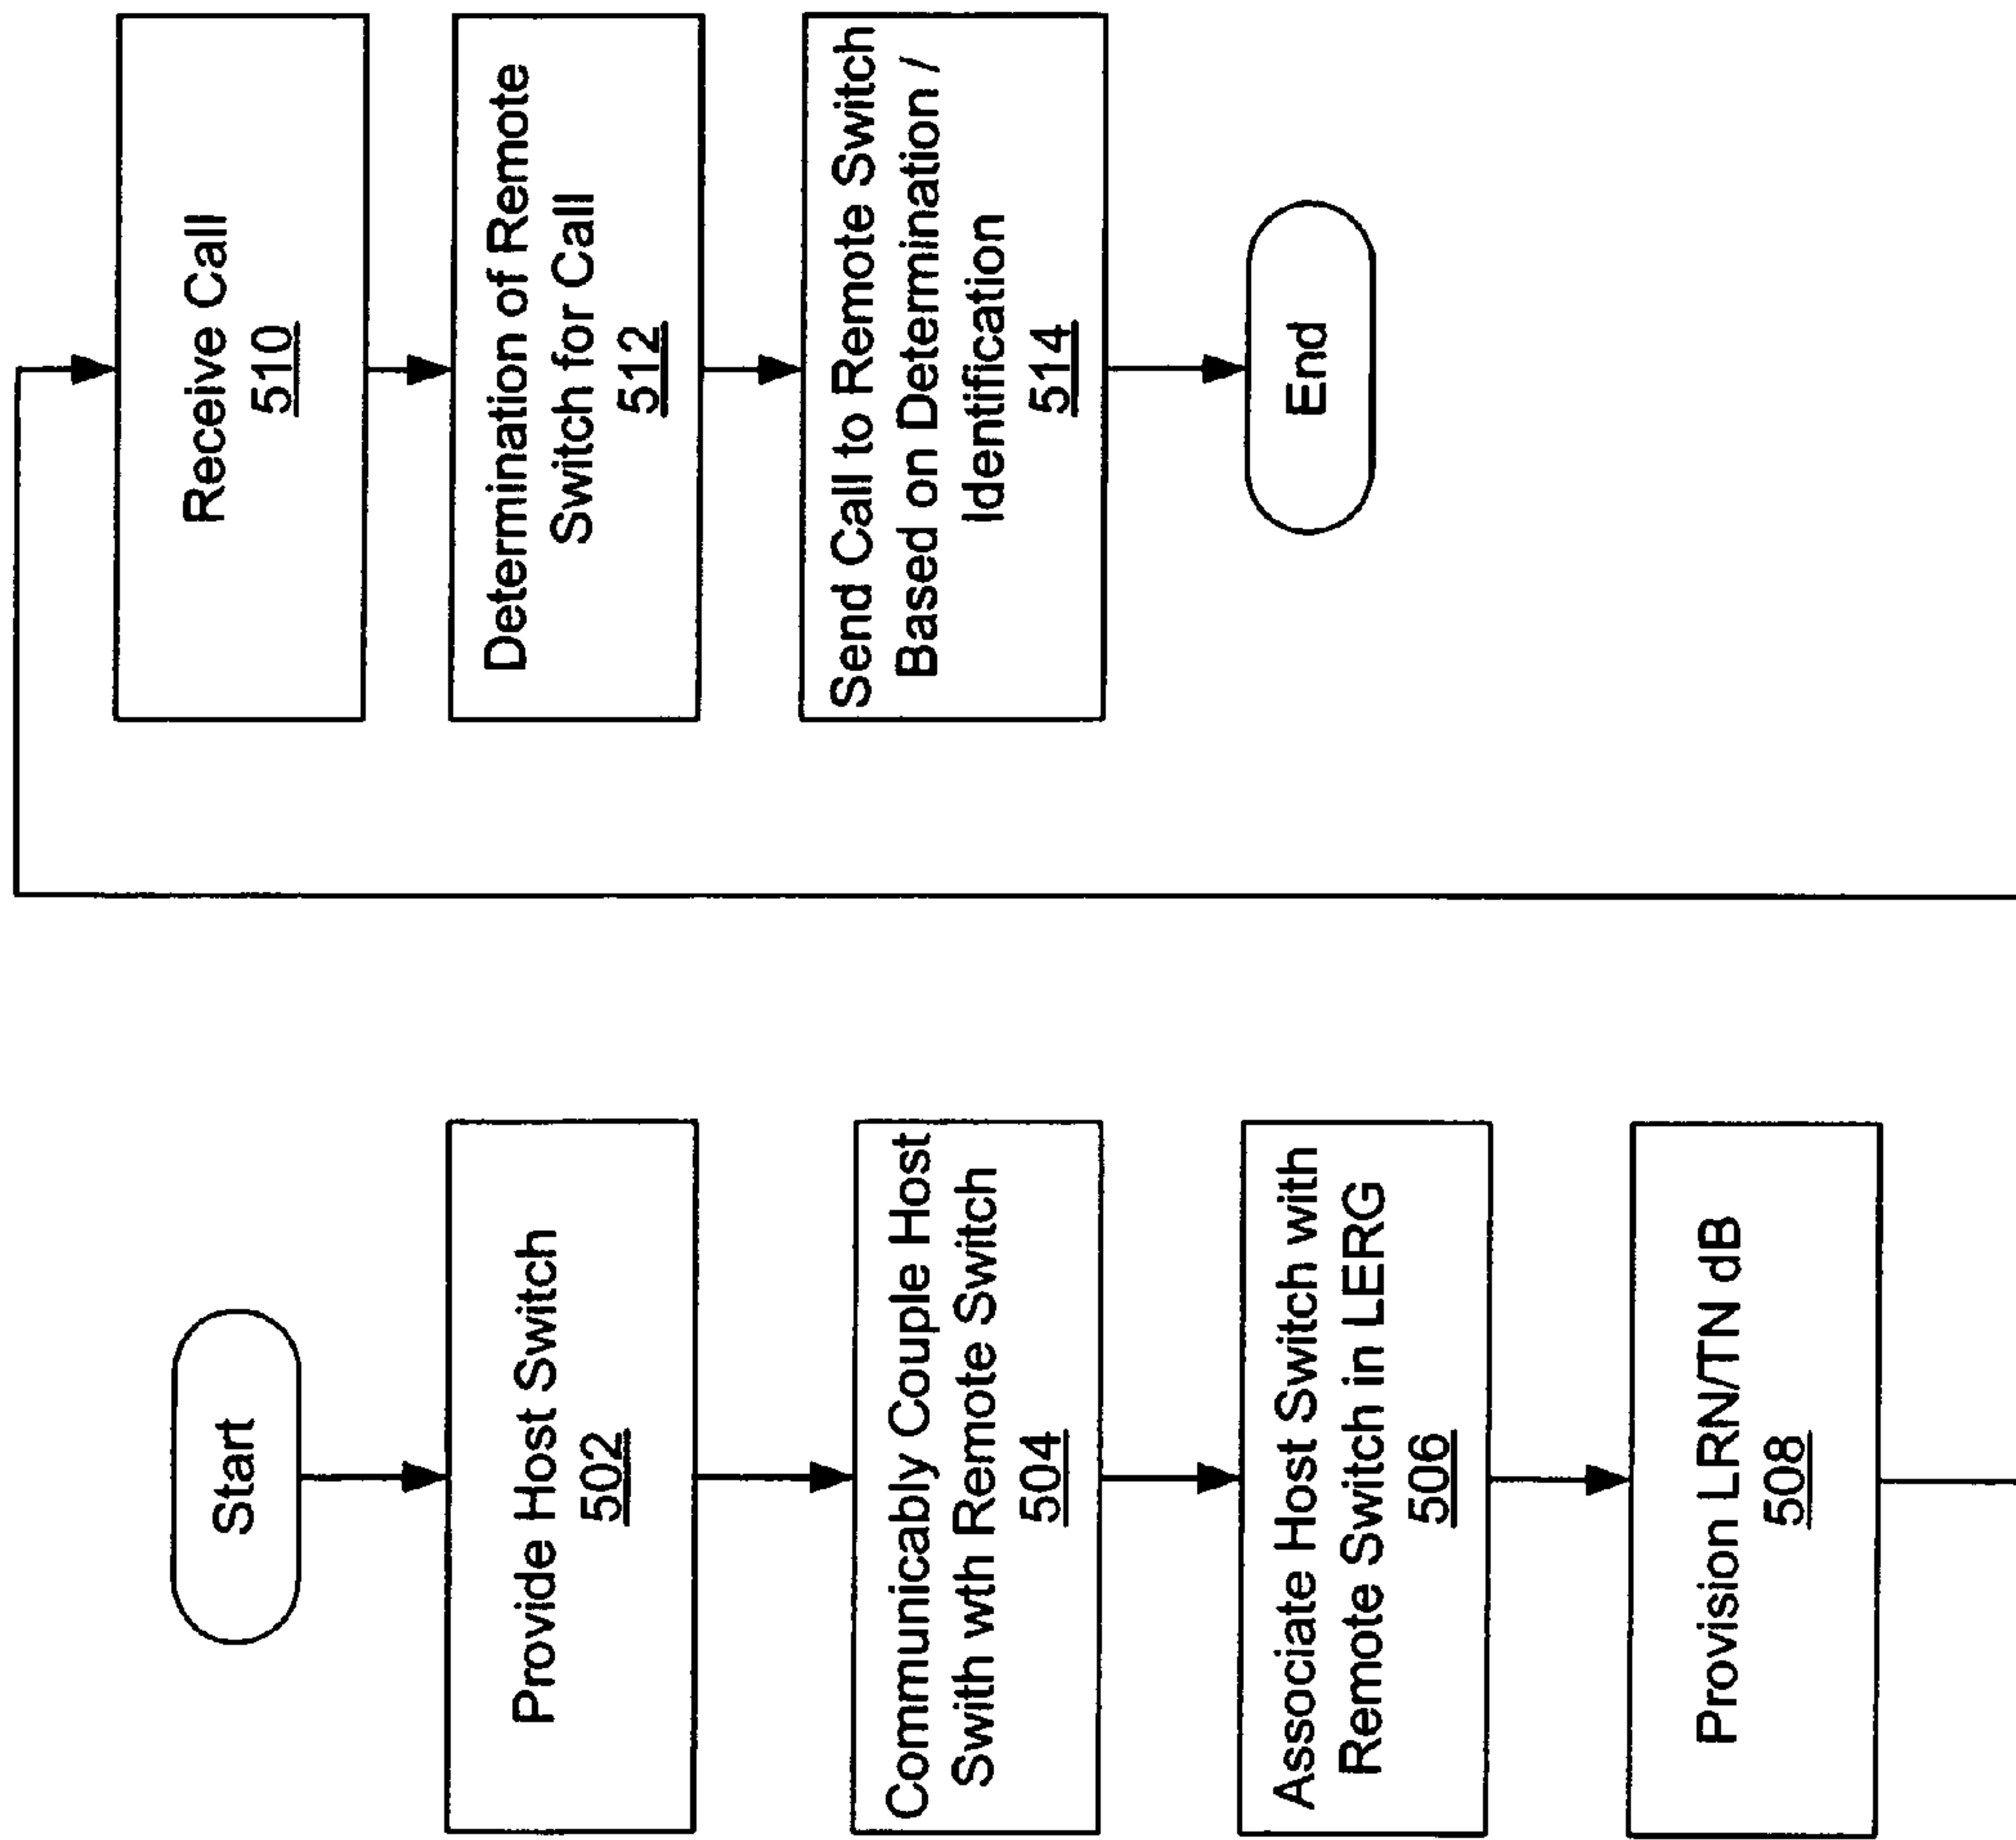 Start
Provide Host Switch
502
Communicably Couple Host
Swith wth Remote Switch
504
Associate Host Switch with
Remote Switch in LERG
506
Provision LRN/TN dB
508
Receive Call
510
Determination of Remote
Switch for Call
512
Send Call to Remote Switch
Based on Determination /
Identification
514
End